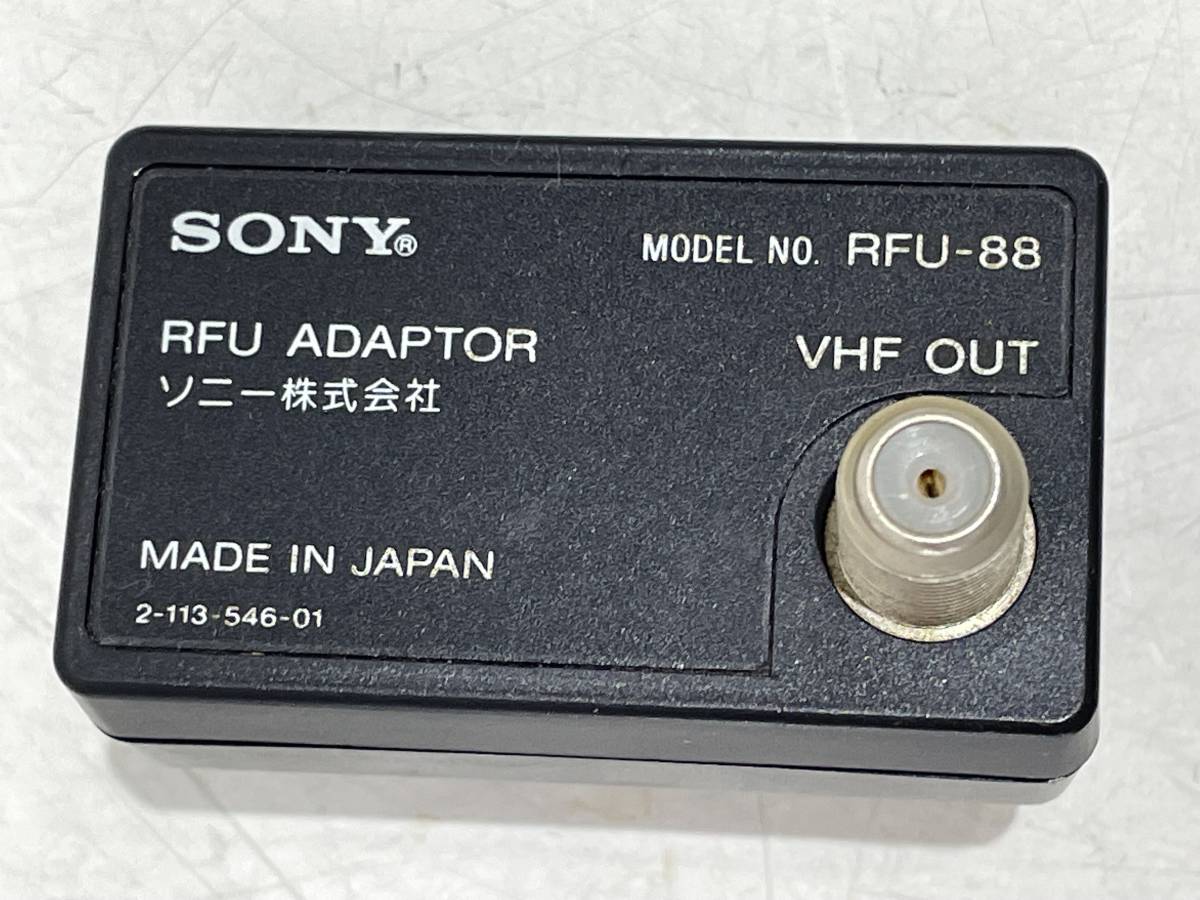 SONY®
MODEL NO. RFU-88
RFU ADAPTOR
ソニー株式会社
VHF OUT
MADE IN JAPAN
2-113-546-01